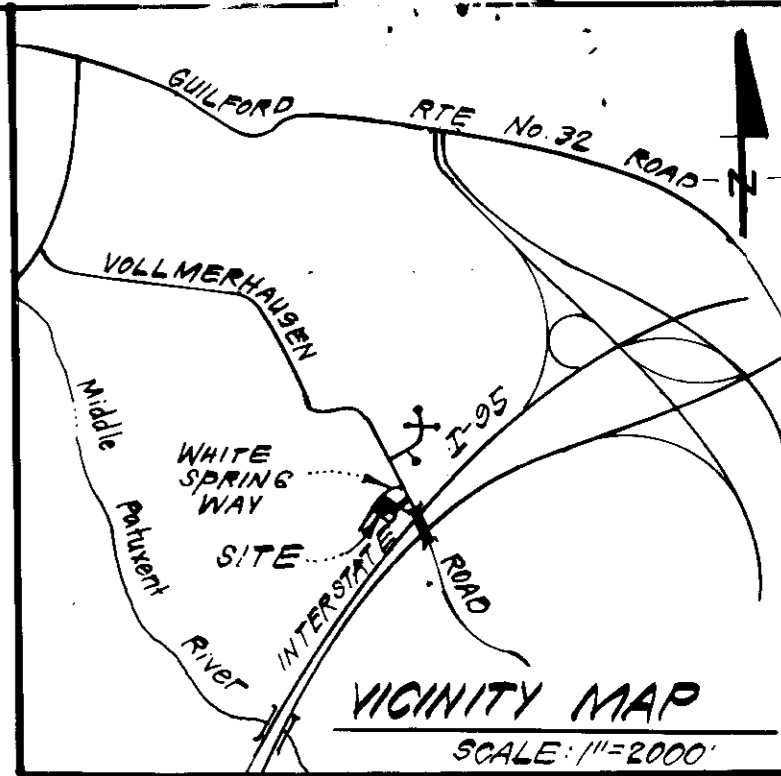 GUILFORD RTE No. 32 ROAD
N
VOLLMERHAUSEN
Middle
Patuxent
River
I-95
WHITE
SPRING
WAY
SITE
INTERSTATE
ROAD
VICINITY MAP
SCALE: 1"=2000'